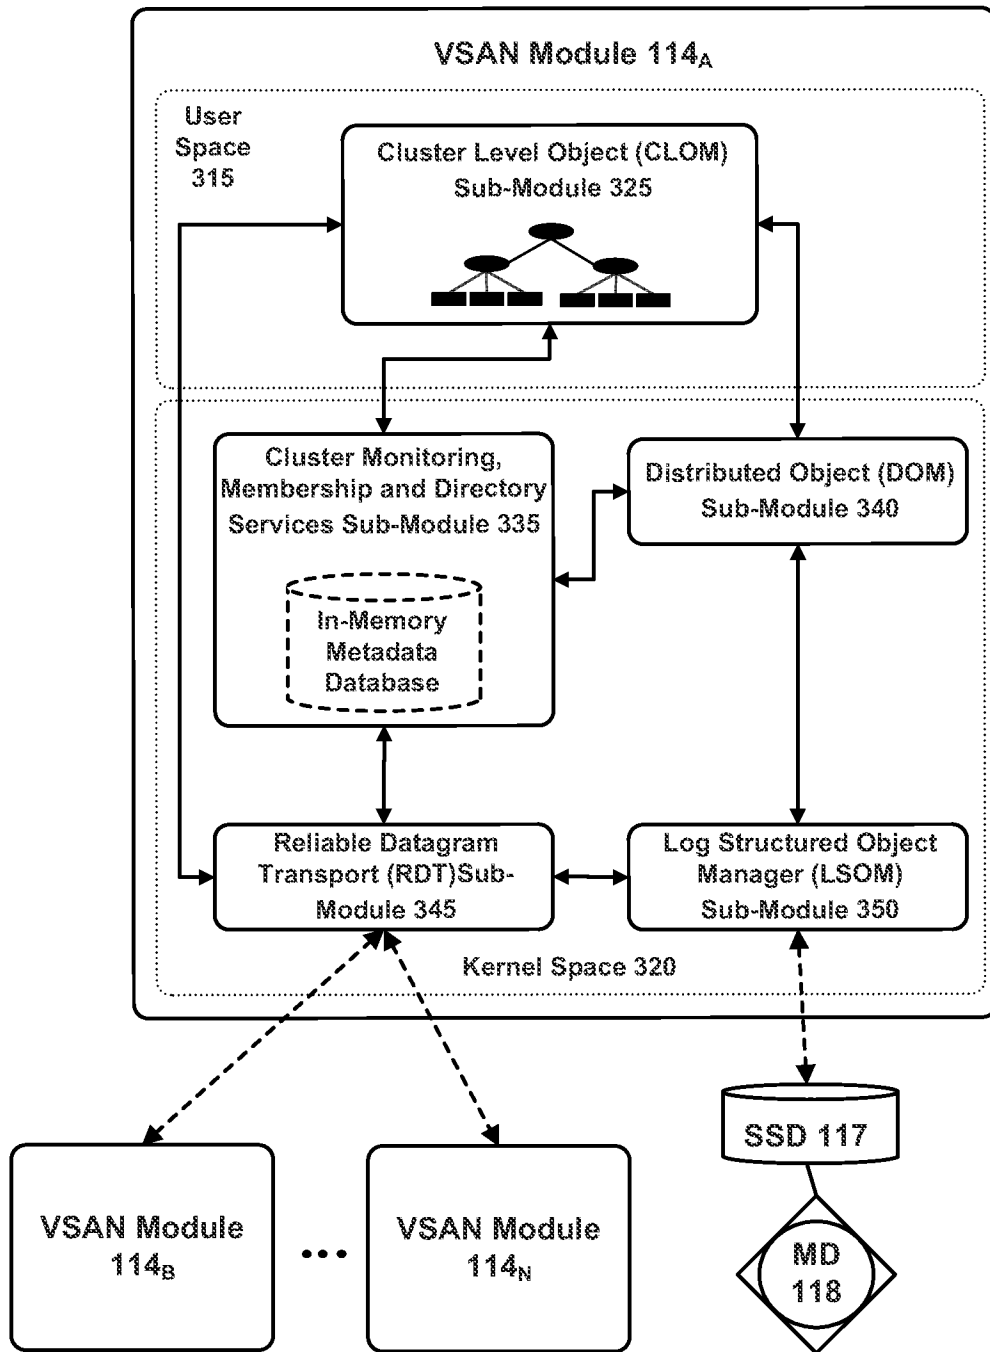 VSAN Module 114A
User
Space
315
Cluster Level Object (CLOM)
Sub-Module 325
Cluster Monitoring,
Membership and Directory
Services Sub-Module 335
In-Memory
Metadata
Database
Distributed Object (DOM)
Sub-Module 340
Reliable Datagram
Transport (RDT)Sub-
Module 345
Log Structured Object
Manager (LSOM)
Sub-Module 350
Kernel Space 320
SSD 117
VSAN Module
114B
VSAN Module
114N
MD
118